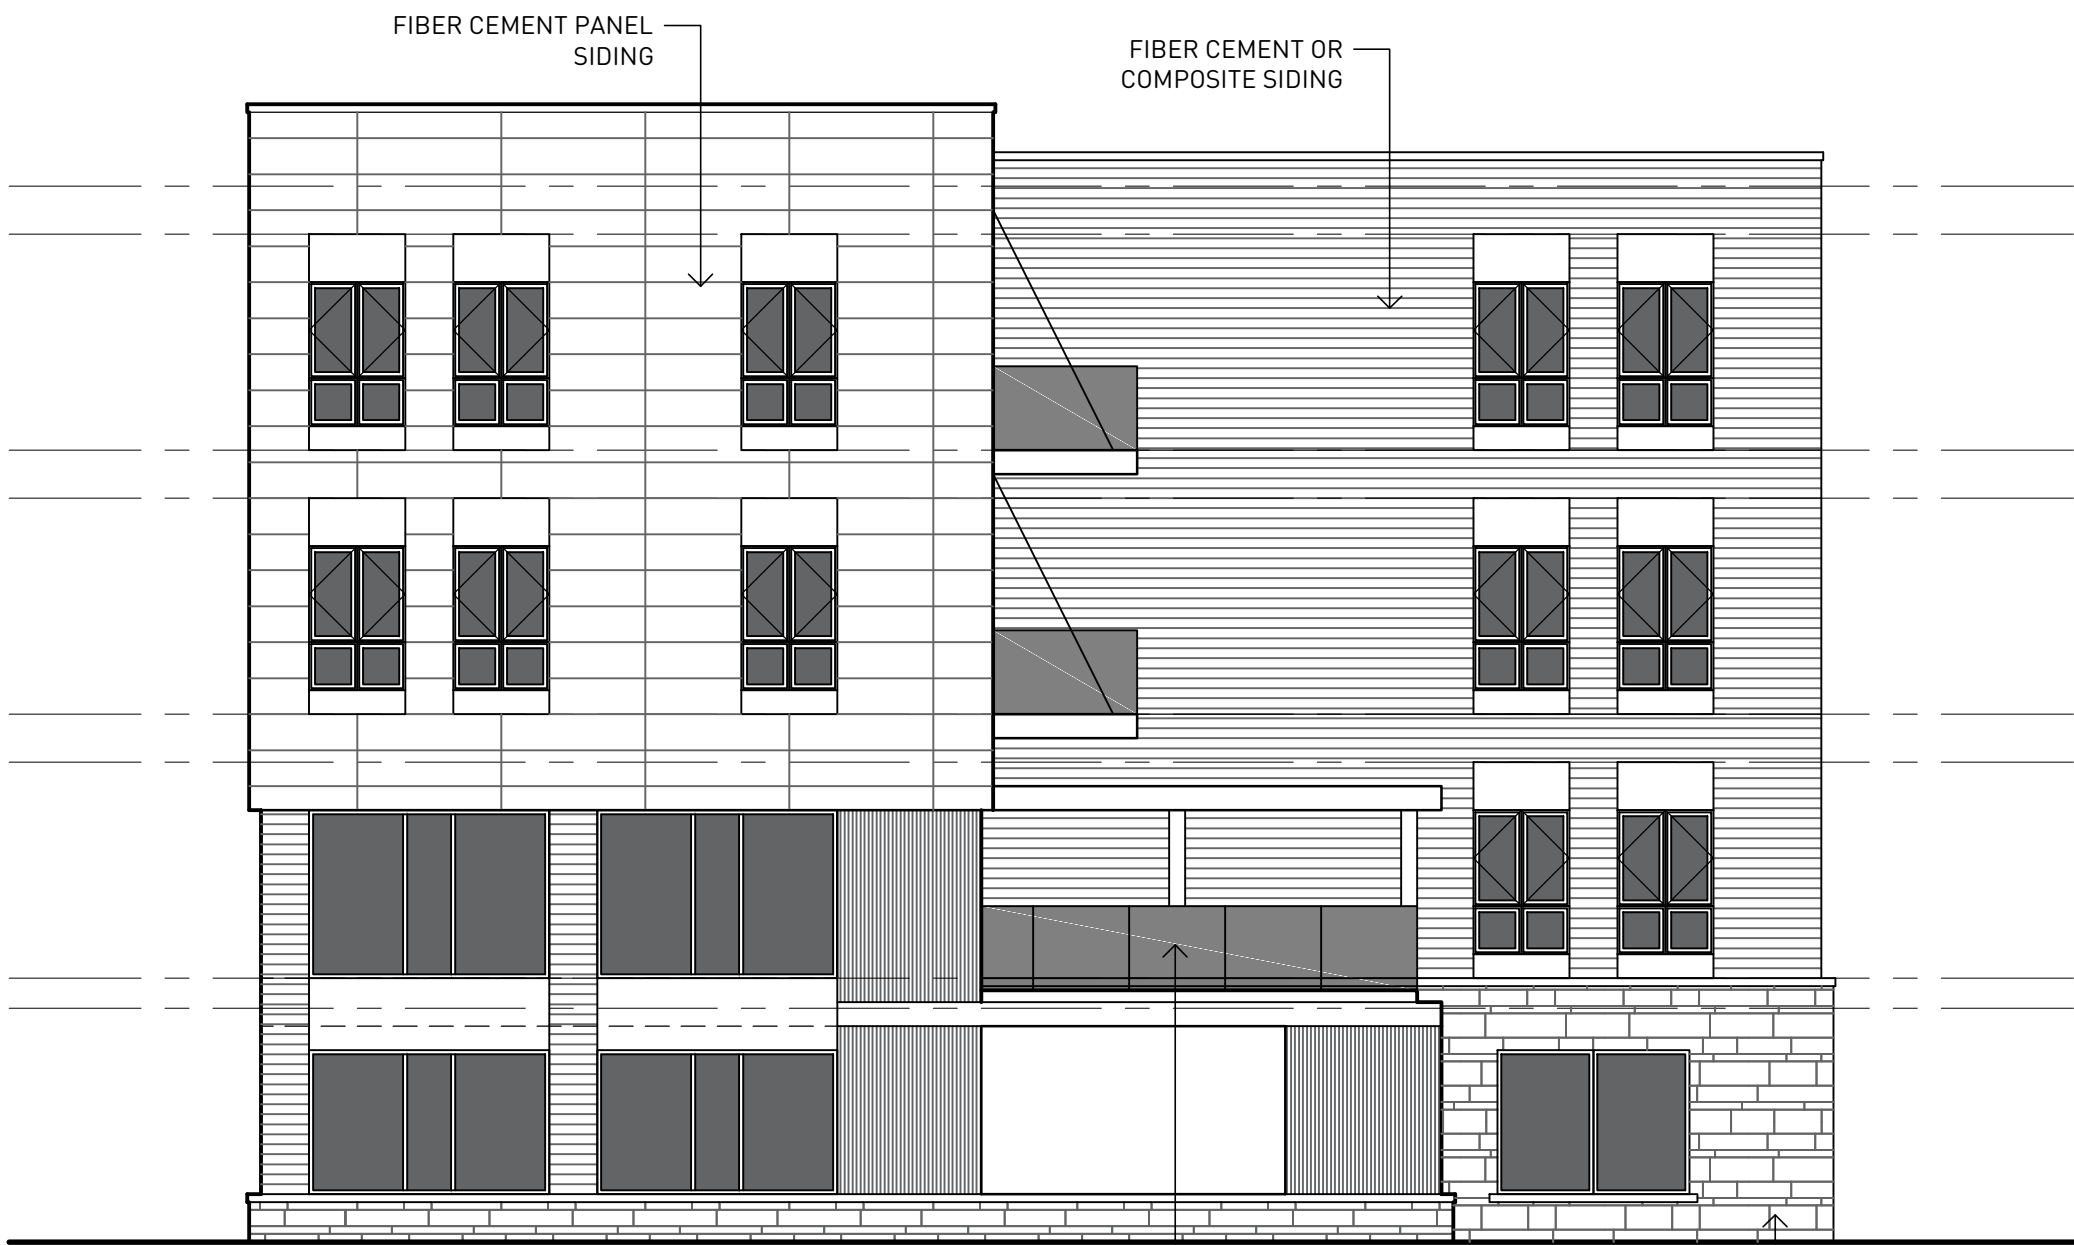 FIBER CEMENT PANEL
SIDING
FIBER CEMENT OR
COMPOSITE SIDING